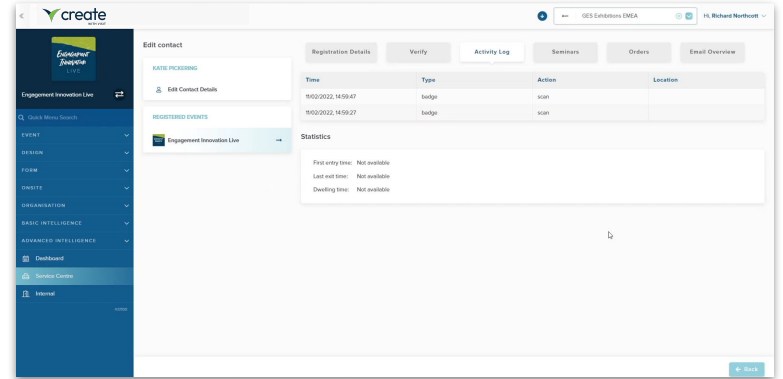 create
GES Exhibitions EMEA
Hi, Richard Northcott
Engagement
Innovation
LIVE
Engagement Innovation Live
Quick Menu Search
EVENT
DESIGN
FORM
ONSITE
ORGANISATION
BASIC INTELLIGENCE
ADVANCED INTELLIGENCE
Dashboard
Service Centre
Internal
Edit contact
KATIE PICKERING
Edit Contact Details
REGISTERED EVENTS
Engagement Innovation Live
Registration Details Verify Activity Log Seminars Orders Email Overview
Time Type Action Location
11/02/2022, 14:59:47 badge scan
11/02/2022, 14:59:27 badge scan
Statistics
First entry time: Not available
Last exit time: Not available
Dwelling time: Not available
Back